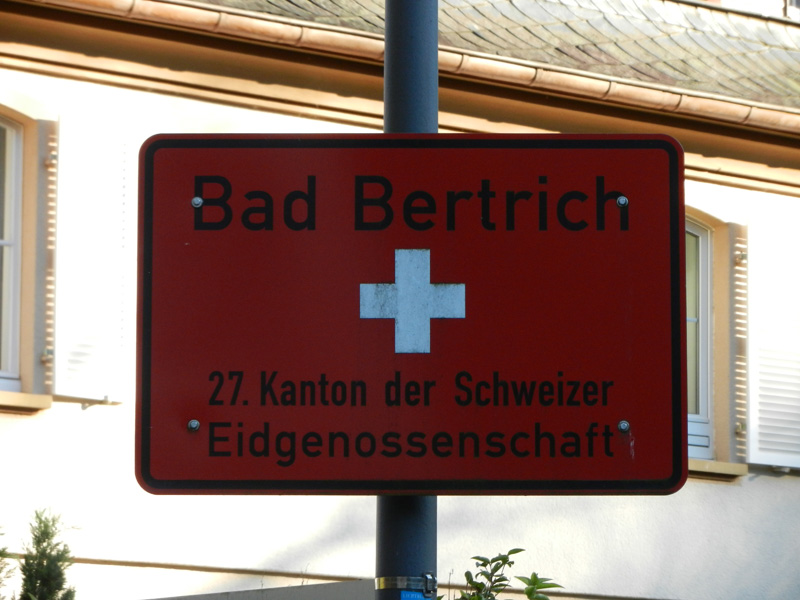 Bad Bertrich
27. Kanton der Schweizer
Eidgenossenschaft